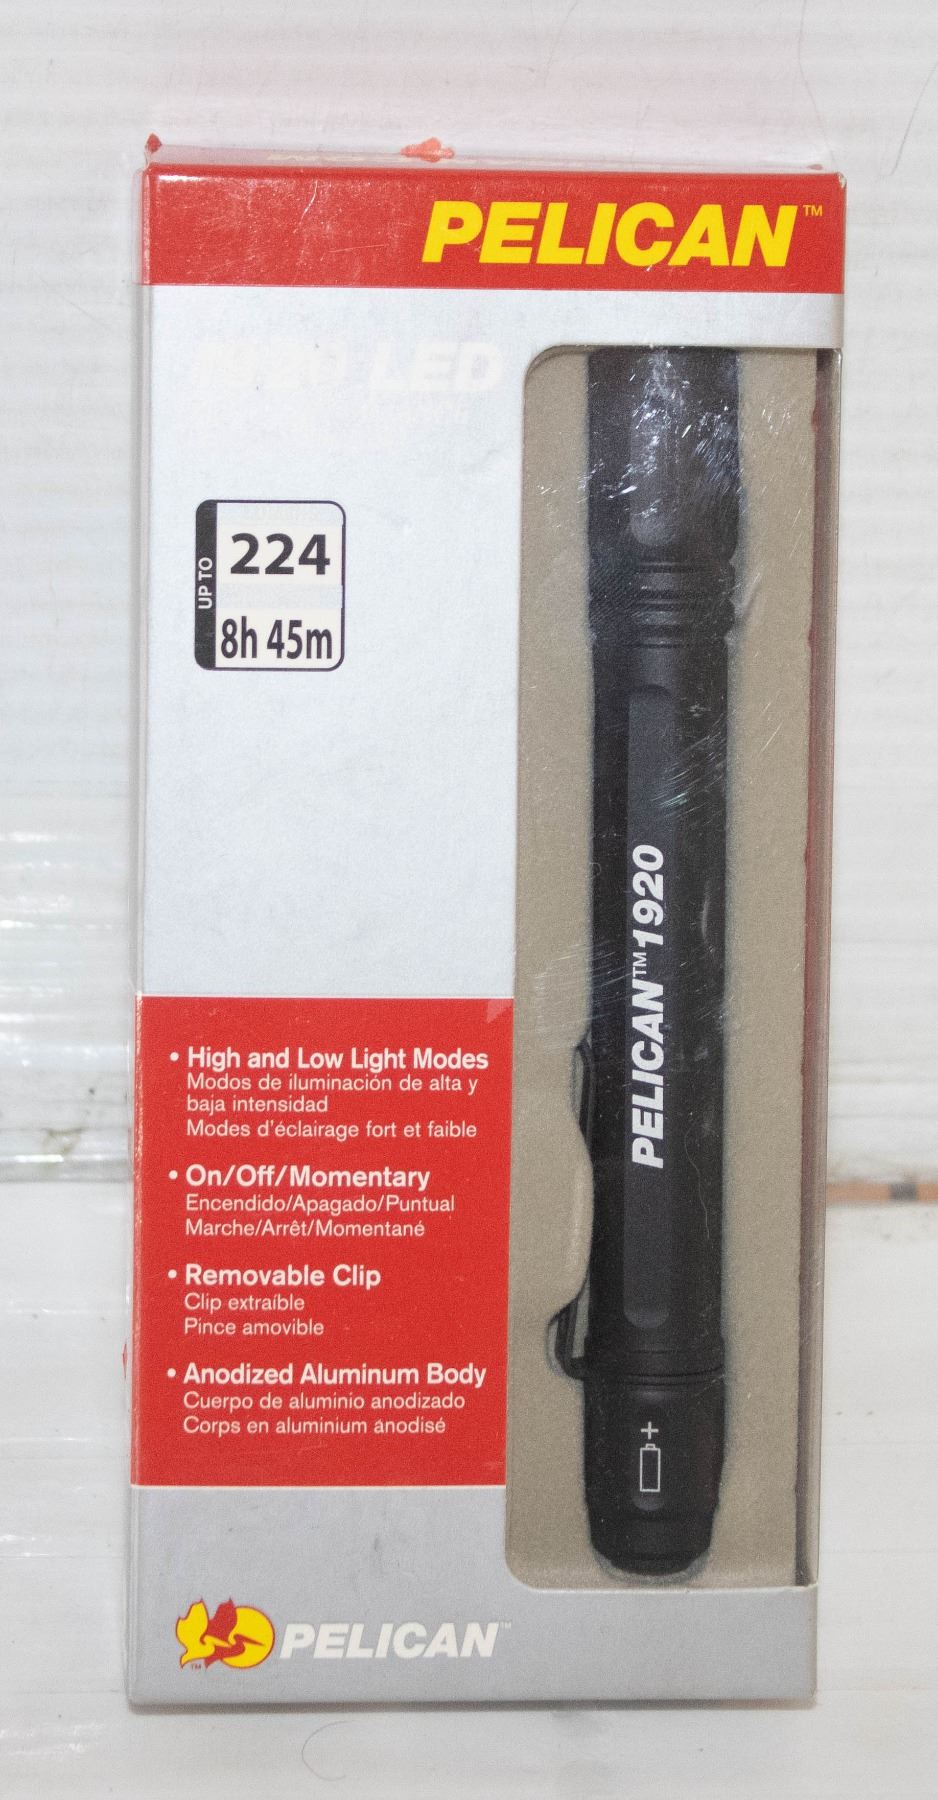 PELICAN™
1920 LED
UP TO
224
8h 45m
• High and Low Light Modes
Modos de iluminación de alta y
baja intensidad
Modes d'éclairage fort et faible
• On/Off/Momentary
Encendido/Apagado/Puntual
Marche/Arrêt/Momentané
• Removable Clip
Clip extraíble
Pince amovible
• Anodized Aluminum Body
Cuerpo de aluminio anodizado
Corps en aluminium anodisé
PELICAN™1920
+
TM
PELICAN™